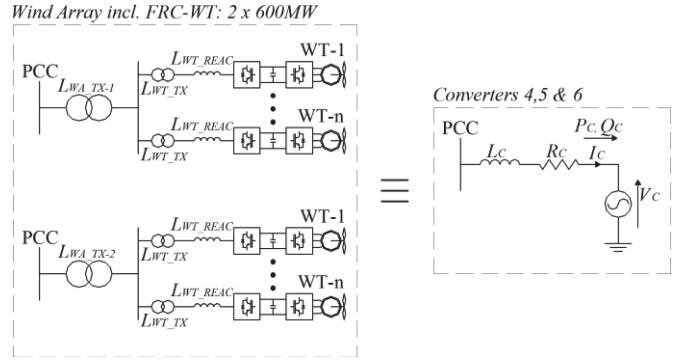 Wind Array incl. FRC-WT: 2 x 600MW
PCC
LWA_TX-1
LWT_TX
LWT_REAC
WT-1
LWT_REAC
WT-n
LWT_TX
PCC
LWA_TX-2
LWT_TX
LWT_REAC
WT-1
LWT_REAC
WT-n
LWT_TX
≡
Converters 4,5 & 6
PCC
LC
RC
PC, QC
IC
VC